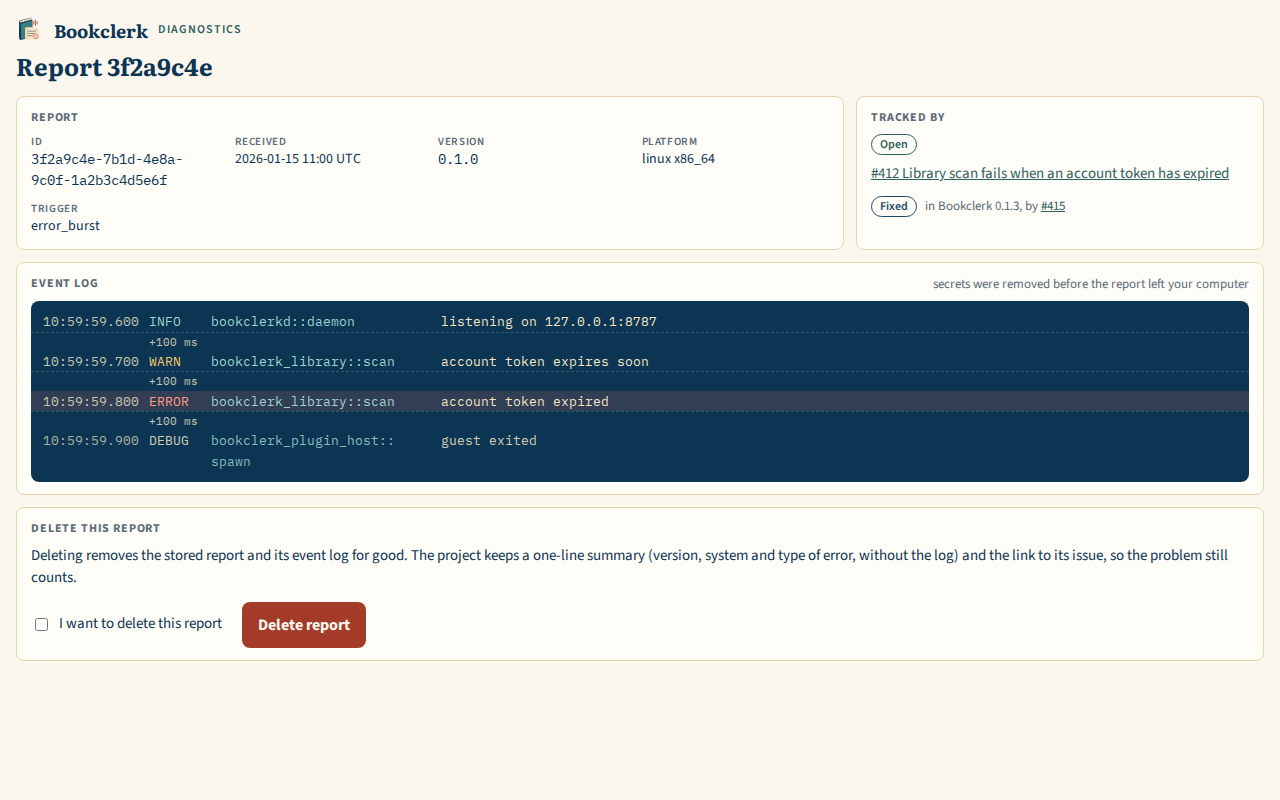 Bookclerk DIAGNOSTICS
Report 3f2a9c4e
REPORT
ID RECEIVED VERSION PLATFORM
3f2a9c4e-7b1d-4e8a- 2026-01-15 11:00 UTC 0.1.0 linux x86_64
9c0f-1a2b3c4d5e6f
TRIGGER
error_burst
TRACKED BY
Open
#412 Library scan fails when an account token has expired
Fixed in Bookclerk 0.1.3, by #415
EVENT LOG secrets were removed before the report left your computer
10:59:59.600 INFO bookclerkd::daemon listening on 127.0.0.1:8787
+100 ms
10:59:59.700 WARN bookclerk_library::scan account token expires soon
+100 ms
10:59:59.800 ERROR bookclerk_library::scan account token expired
+100 ms
10:59:59.900 DEBUG bookclerk_plugin_host:: guest exited
spawn
DELETE THIS REPORT
Deleting removes the stored report and its event log for good. The project keeps a one-line summary (version, system and type of error, without the log) and the link to its issue, so the problem still
counts.
I want to delete this report Delete report